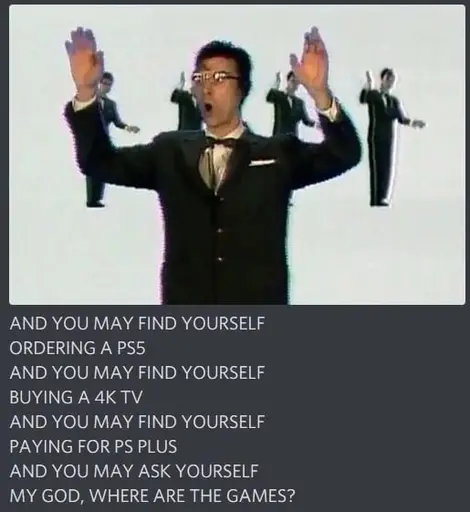 AND YOU MAY FIND YOURSELF
ORDERING A PS5
AND YOU MAY FIND YOURSELF
BUYING A 4K TV
AND YOU MAY FIND YOURSELF
PAYING FOR PS PLUS
AND YOU MAY ASK YOURSELF
MY GOD, WHERE ARE THE GAMES?